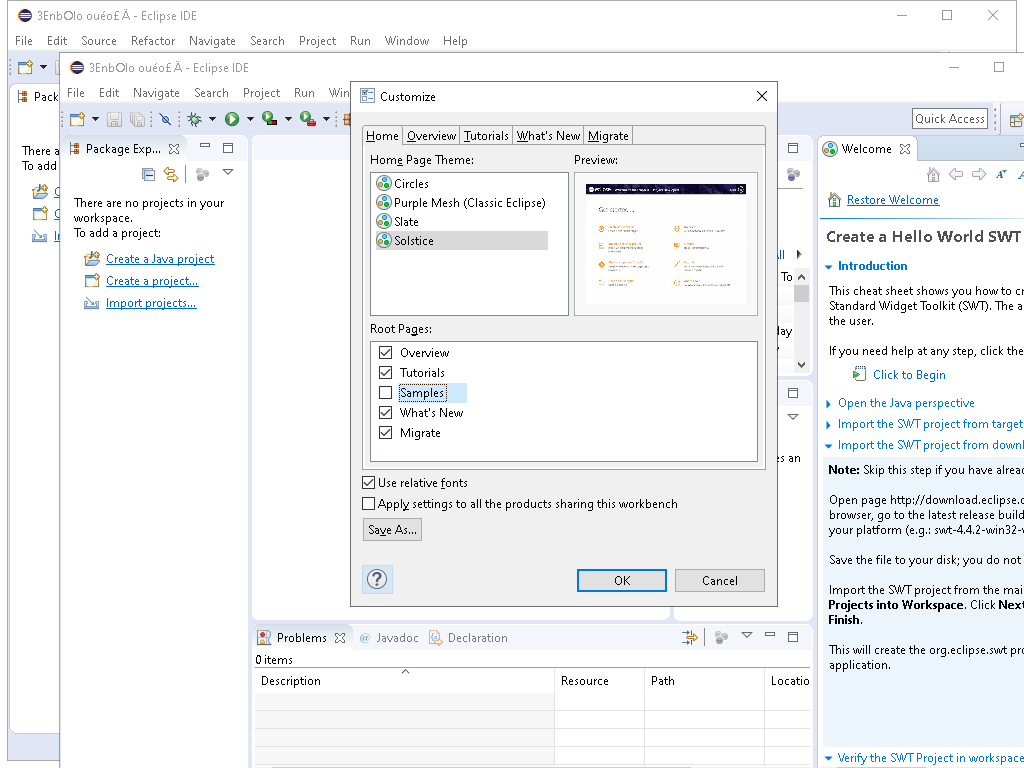 3EnbOlo ouéo£ Ä - Eclipse IDE
File Edit Source Refactor Navigate Search Project Run Window Help
3EnbOlo ouéo£ Ä - Eclipse IDE
File Edit Navigate Search Project Run Win
Quick Access
Pack
There a
To add
Package Exp...
There are no projects in your
workspace.
To add a project:
Create a Java project
Create a project...
Import projects...
Customize
Home Overview Tutorials What's New Migrate
Home Page Theme:
Circles
Purple Mesh (Classic Eclipse)
Slate
Solstice
Preview:
Root Pages:
Overview
Tutorials
Samples
What's New
Migrate
Use relative fonts
Apply settings to all the products sharing this workbench
Save As...
OK
Cancel
To
day
es an
Problems Javadoc Declaration
0 items
Description Resource Path Locatio
Welcome
Restore Welcome
Create a Hello World SWT
Introduction
This cheat sheet shows you how to cr
Standard Widget Toolkit (SWT). The a
the user.
If you need help at any step, click the
Click to Begin
Open the Java perspective
Import the SWT project from target
Import the SWT project from downl
Note: Skip this step if you have alread
Open page http://download.eclipse.o
browser, go to the latest release build
your platform (e.g.: swt-4.4.2-win32-w
Save the file to your disk; you do not
Import the SWT project from the mai
Projects into Workspace. Click Next
Finish.
This will create the org.eclipse.swt pro
application.
Verify the SWT Project in workspace